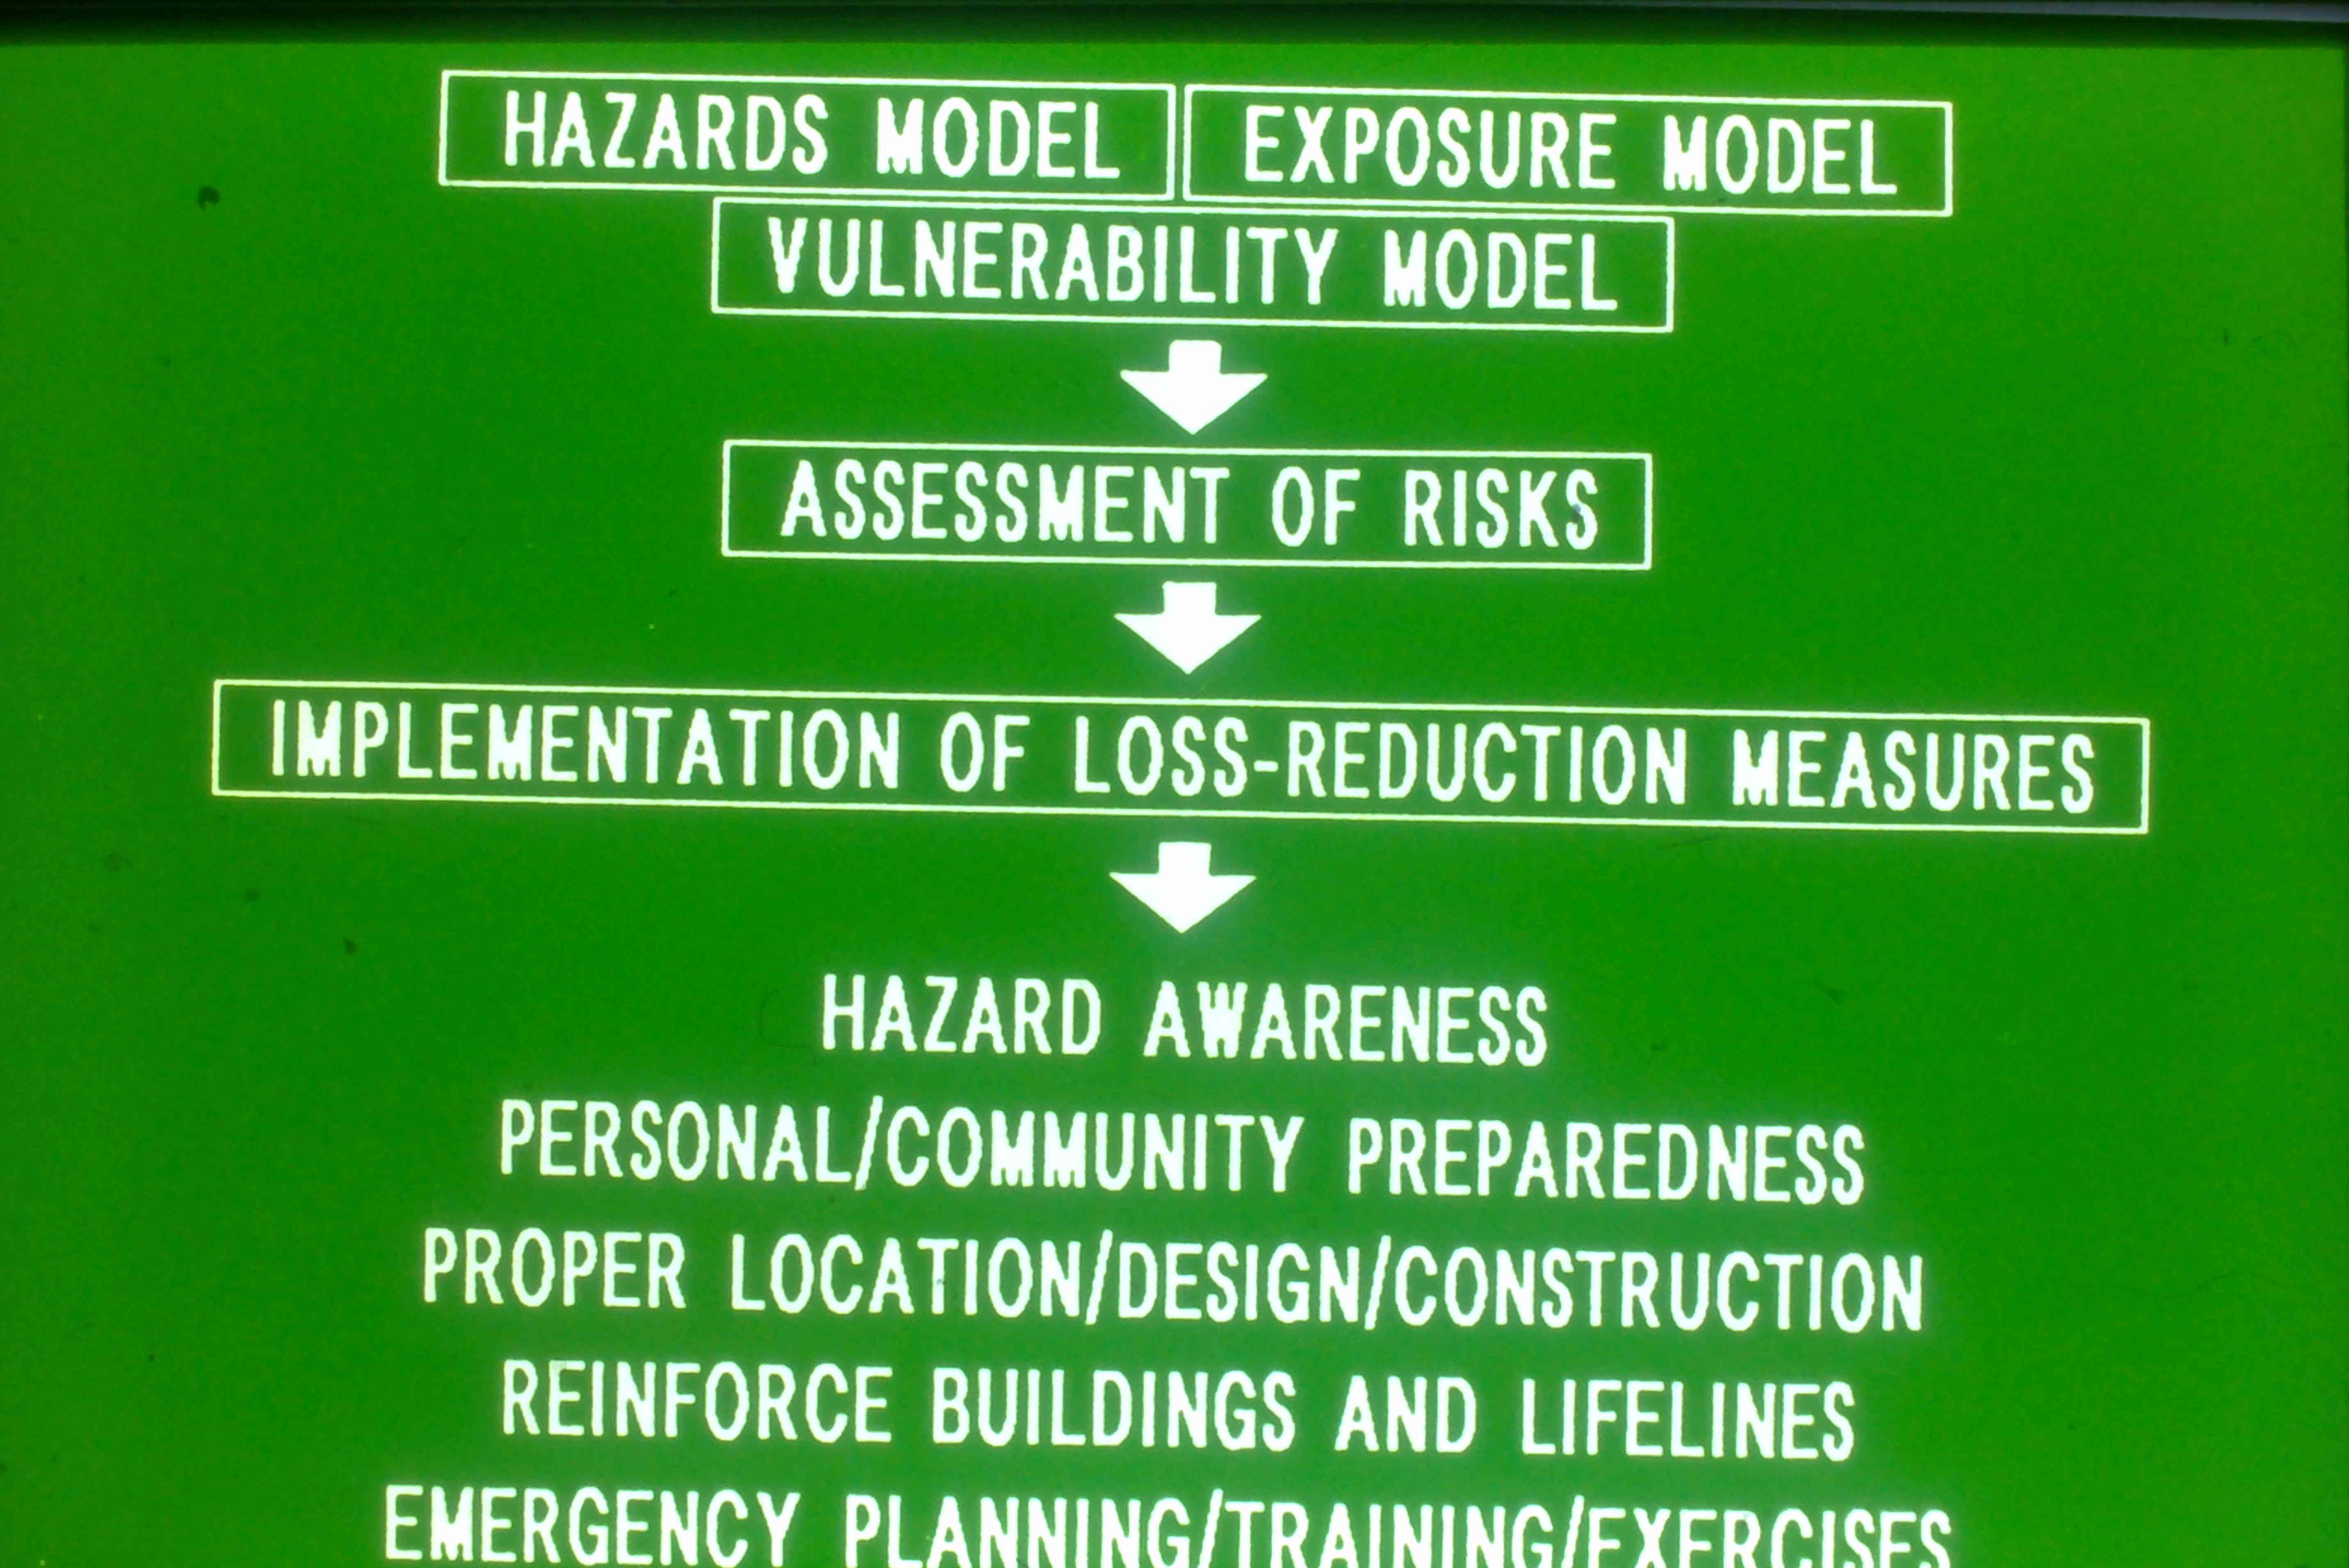 HAZARDS MODEL EXPOSURE MODEL
VULNERABILITY MODEL
ASSESSMENT OF RISKS
IMPLEMENTATION OF LOSS-REDUCTION MEASURES
HAZARD AWARENESS
PERSONAL/COMMUNITY PREPAREDNESS
PROPER LOCATION/DESIGN/CONSTRUCTION
REINFORCE BUILDINGS AND LIFELINES
EMERGENCY PLANNING/TRAINING/EXERCISES